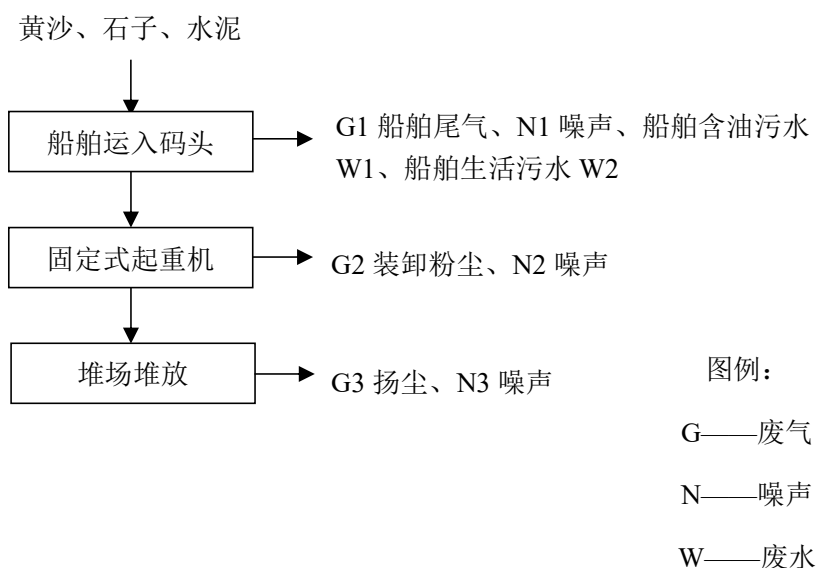 黄沙、石子、水泥
船舶运入码头
G1 船舶尾气、N1 噪声、船舶含油污水
W1、船舶生活污水 W2
固定式起重机
G2 装卸粉尘、N2 噪声
堆场堆放
G3 扬尘、N3 噪声
图例：
G——废气
N——噪声
W——废水